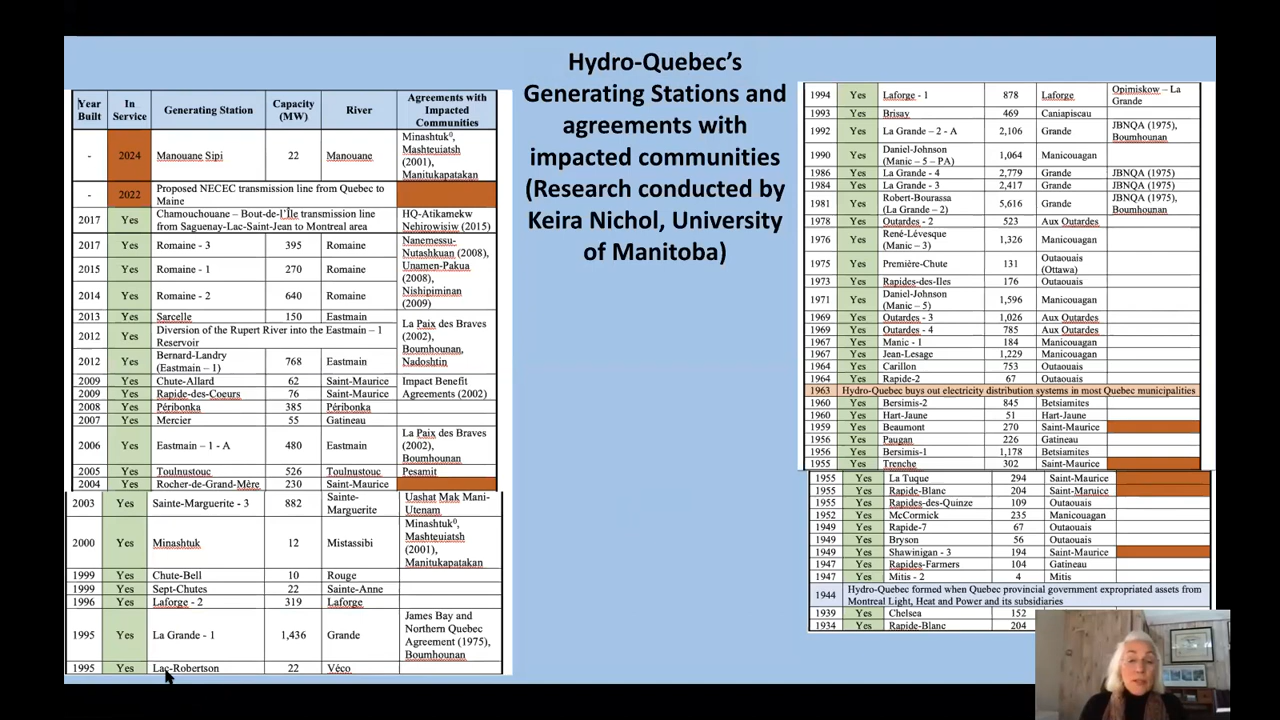 Hydro-Quebec's
Generating Stations and
agreements with
impacted communities
(Research conducted by
Keira Nichol, University
of Manitoba)
Year Built | In Service | Generating Station | Capacity (MW) | River | Agreements with Impacted Communities
- | 2024 | Manouane Sipi | 22 | Manouane | Minashtuk⁰, Mashteuiatsh (2001), Manitukapatakan
- | 2022 | Proposed NECEC transmission line from Quebec to Maine
2017 | Yes | Chamouchouane – Bout-de-l'Île transmission line from Saguenay-Lac-Saint-Jean to Montreal area | HQ-Atikamekw Nehirowisiw (2015)
2017 | Yes | Romaine - 3 | 395 | Romaine | Nanemessu-Nutashkuan (2008), Unamen-Pakua (2008), Nishipiminan (2009)
2015 | Yes | Romaine - 1 | 270 | Romaine
2014 | Yes | Romaine - 2 | 640 | Romaine
2013 | Yes | Sarcelle | 150 | Eastmain | La Paix des Braves (2002), Boumhounan, Nadoshtin
2012 | Yes | Diversion of the Rupert River into the Eastmain – 1 Reservoir
2012 | Yes | Bernard-Landry (Eastmain – 1) | 768 | Eastmain
2009 | Yes | Chute-Allard | 62 | Saint-Maurice | Impact Benefit Agreements (2002)
2009 | Yes | Rapide-des-Coeurs | 76 | Saint-Maurice
2008 | Yes | Péribonka | 385 | Péribonka
2007 | Yes | Mercier | 55 | Gatineau
2006 | Yes | Eastmain – 1 - A | 480 | Eastmain | La Paix des Braves (2002), Boumhounan
2005 | Yes | Toulnustouc | 526 | Toulnustouc | Pesamit
2004 | Yes | Rocher-de-Grand-Mère | 230 | Saint-Maurice
2003 | Yes | Sainte-Marguerite - 3 | 882 | Sainte-Marguerite | Uashat Mak Mani-Utenam
2000 | Yes | Minashtuk | 12 | Mistassibi | Minashtuk⁰, Mashteuiatsh (2001), Manitukapatakan
1999 | Yes | Chute-Bell | 10 | Rouge
1999 | Yes | Sept-Chutes | 22 | Sainte-Anne
1996 | Yes | Laforge - 2 | 319 | Laforge
1995 | Yes | La Grande - 1 | 1,436 | Grande | James Bay and Northern Quebec Agreement (1975), Boumhounan
1995 | Yes | Lac-Robertson | 22 | Véco
1994 | Yes | Laforge - 1 | 878 | Laforge | Opimiskow – La Grande
1993 | Yes | Brisay | 469 | Caniapiscau
1992 | Yes | La Grande – 2 - A | 2,106 | Grande | JBNQA (1975), Boumhounan
1990 | Yes | Daniel-Johnson (Manic – 5 – PA) | 1,064 | Manicouagan
1986 | Yes | La Grande - 4 | 2,779 | Grande | JBNQA (1975)
1984 | Yes | La Grande - 3 | 2,417 | Grande | JBNQA (1975)
1981 | Yes | Robert-Bourassa (La Grande – 2) | 5,616 | Grande | JBNQA (1975), Boumhounan
1978 | Yes | Outardes - 2 | 523 | Aux Outardes
1976 | Yes | René-Lévesque (Manic – 3) | 1,326 | Manicouagan
1975 | Yes | Première-Chute | 131 | Outaouais (Ottawa)
1973 | Yes | Rapides-des-Iles | 176 | Outaouais
1971 | Yes | Daniel-Johnson (Manic – 5) | 1,596 | Manicouagan
1969 | Yes | Outardes - 3 | 1,026 | Aux Outardes
1969 | Yes | Outardes - 4 | 785 | Aux Outardes
1967 | Yes | Manic - 1 | 184 | Manicouagan
1967 | Yes | Jean-Lesage | 1,229 | Manicouagan
1964 | Yes | Carillon | 753 | Outaouais
1964 | Yes | Rapide-2 | 67 | Outaouais
1963 | Hydro-Quebec buys out electricity distribution systems in most Quebec municipalities
1960 | Yes | Bersimis-2 | 845 | Betsiamites
1960 | Yes | Hart-Jaune | 51 | Hart-Jaune
1959 | Yes | Beaumont | 270 | Saint-Maurice
1956 | Yes | Paugan | 226 | Gatineau
1956 | Yes | Bersimis-1 | 1,178 | Betsiamites
1955 | Yes | Trenche | 302 | Saint-Maurice
1955 | Yes | La Tuque | 294 | Saint-Maurice
1955 | Yes | Rapide-Blanc | 204 | Saint-Maruice
1955 | Yes | Rapides-des-Quinze | 109 | Outaouais
1952 | Yes | McCormick | 235 | Manicouagan
1949 | Yes | Rapide-7 | 67 | Outaouais
1949 | Yes | Bryson | 56 | Outaouais
1949 | Yes | Shawinigan - 3 | 194 | Saint-Maurice
1947 | Yes | Rapides-Farmers | 104 | Gatineau
1947 | Yes | Mitis - 2 | 4 | Mitis
1944 | Hydro-Quebec formed when Quebec provincial government expropriated assets from Montreal Light, Heat and Power and its subsidiaries
1939 | Yes | Chelsea | 152
1934 | Yes | Rapide-Blanc | 204